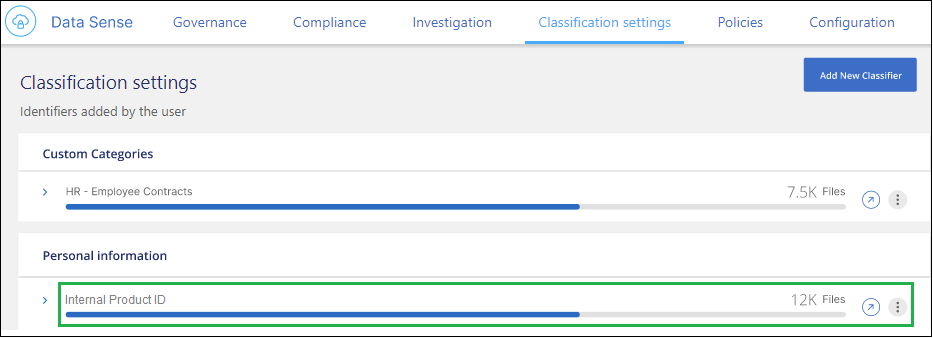 Data Sense Governance Compliance Investigation Classification settings Policies Configuration
Classification settings
Add New Classifier
Identifiers added by the user
Custom Categories
HR - Employee Contracts 7.5K Files
Personal information
Internal Product ID 12K Files